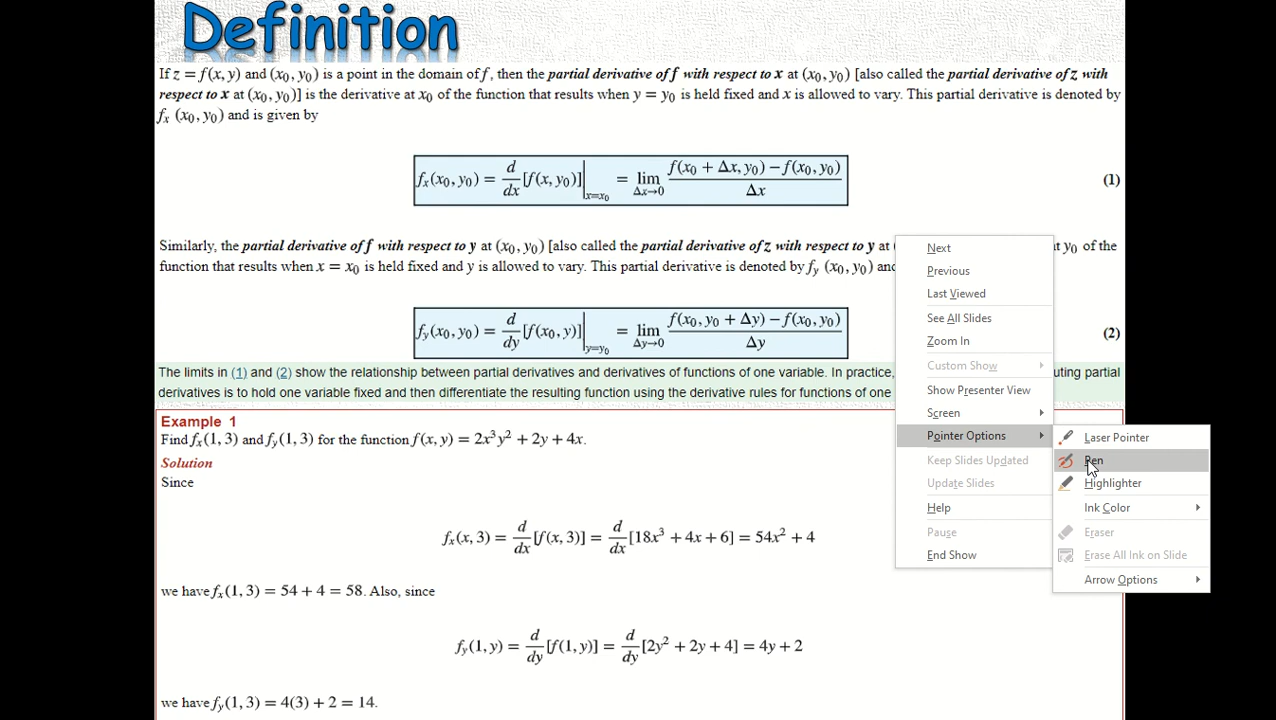 Definition
If z = f(x, y) and (x₀, y₀) is a point in the domain of f, then the partial derivative of f with respect to x at (x₀, y₀) [also called the partial derivative of z with
respect to x at (x₀, y₀)] is the derivative at x₀ of the function that results when y = y₀ is held fixed and x is allowed to vary. This partial derivative is denoted by
fₓ (x₀, y₀) and is given by
fₓ(x₀, y₀) = d/dx [f(x, y₀)]|ₓ₌ₓ₀ = lim Δx→0 f(x₀ + Δx, y₀) − f(x₀, y₀) / Δx (1)
Similarly, the partial derivative of f with respect to y at (x₀, y₀) [also called the partial derivative of z with respect to y at (
t y₀ of the
function that results when x = x₀ is held fixed and y is allowed to vary. This partial derivative is denoted by f_y (x₀, y₀) and
f_y(x₀, y₀) = d/dy [f(x₀, y)]|_y=y₀ = lim Δy→0 f(x₀, y₀ + Δy) − f(x₀, y₀) / Δy (2)
The limits in (1) and (2) show the relationship between partial derivatives and derivatives of functions of one variable. In practice,
uting partial
derivatives is to hold one variable fixed and then differentiate the resulting function using the derivative rules for functions of one
Example 1
Find fₓ(1, 3) and f_y(1, 3) for the function f(x, y) = 2x³y² + 2y + 4x.
Solution
Since
fₓ(x, 3) = d/dx [f(x, 3)] = d/dx [18x³ + 4x + 6] = 54x² + 4
we have fₓ(1, 3) = 54 + 4 = 58. Also, since
f_y(1, y) = d/dy [f(1, y)] = d/dy [2y² + 2y + 4] = 4y + 2
we have f_y(1, 3) = 4(3) + 2 = 14.
Next
Previous
Last Viewed
See All Slides
Zoom In
Custom Show
Show Presenter View
Screen
Pointer Options
Keep Slides Updated
Update Slides
Help
Pause
End Show
Laser Pointer
Pen
Highlighter
Ink Color
Eraser
Erase All Ink on Slide
Arrow Options